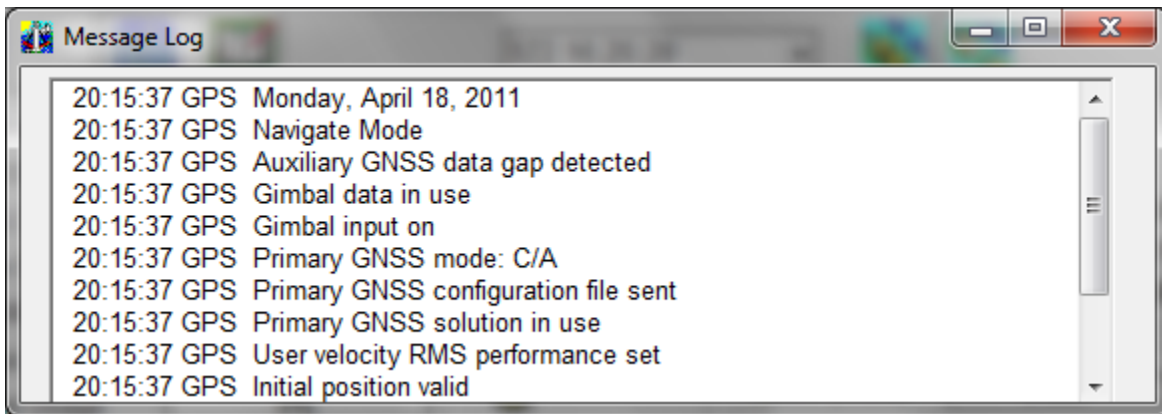 Message Log
20:15:37 GPS Monday, April 18, 2011
20:15:37 GPS Navigate Mode
20:15:37 GPS Auxiliary GNSS data gap detected
20:15:37 GPS Gimbal data in use
20:15:37 GPS Gimbal input on
20:15:37 GPS Primary GNSS mode: C/A
20:15:37 GPS Primary GNSS configuration file sent
20:15:37 GPS Primary GNSS solution in use
20:15:37 GPS User velocity RMS performance set
20:15:37 GPS Initial position valid